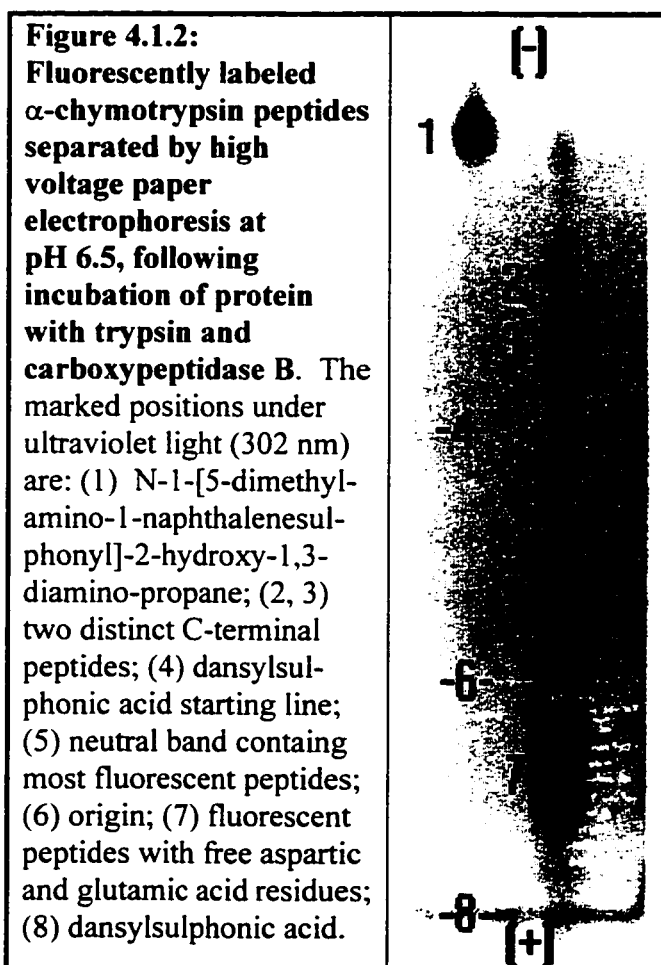 Figure 4.1.2:
Fluorescently labeled
α-chymotrypsin peptides
separated by high
voltage paper
electrophoresis at
pH 6.5, following
incubation of protein
with trypsin and
carboxypeptidase B. The
marked positions under
ultraviolet light (302 nm)
are: (1) N-1-[5-dimethyl-
amino-1-naphthalenesul-
phonyl]-2-hydroxy-1,3-
diamino-propane; (2, 3)
two distinct C-terminal
peptides; (4) dansylsul-
phonic acid starting line;
(5) neutral band containg
most fluorescent peptides;
(6) origin; (7) fluorescent
peptides with free aspartic
and glutamic acid residues;
(8) dansylsulphonic acid.
(-)
1
-6-
-8-
(+)